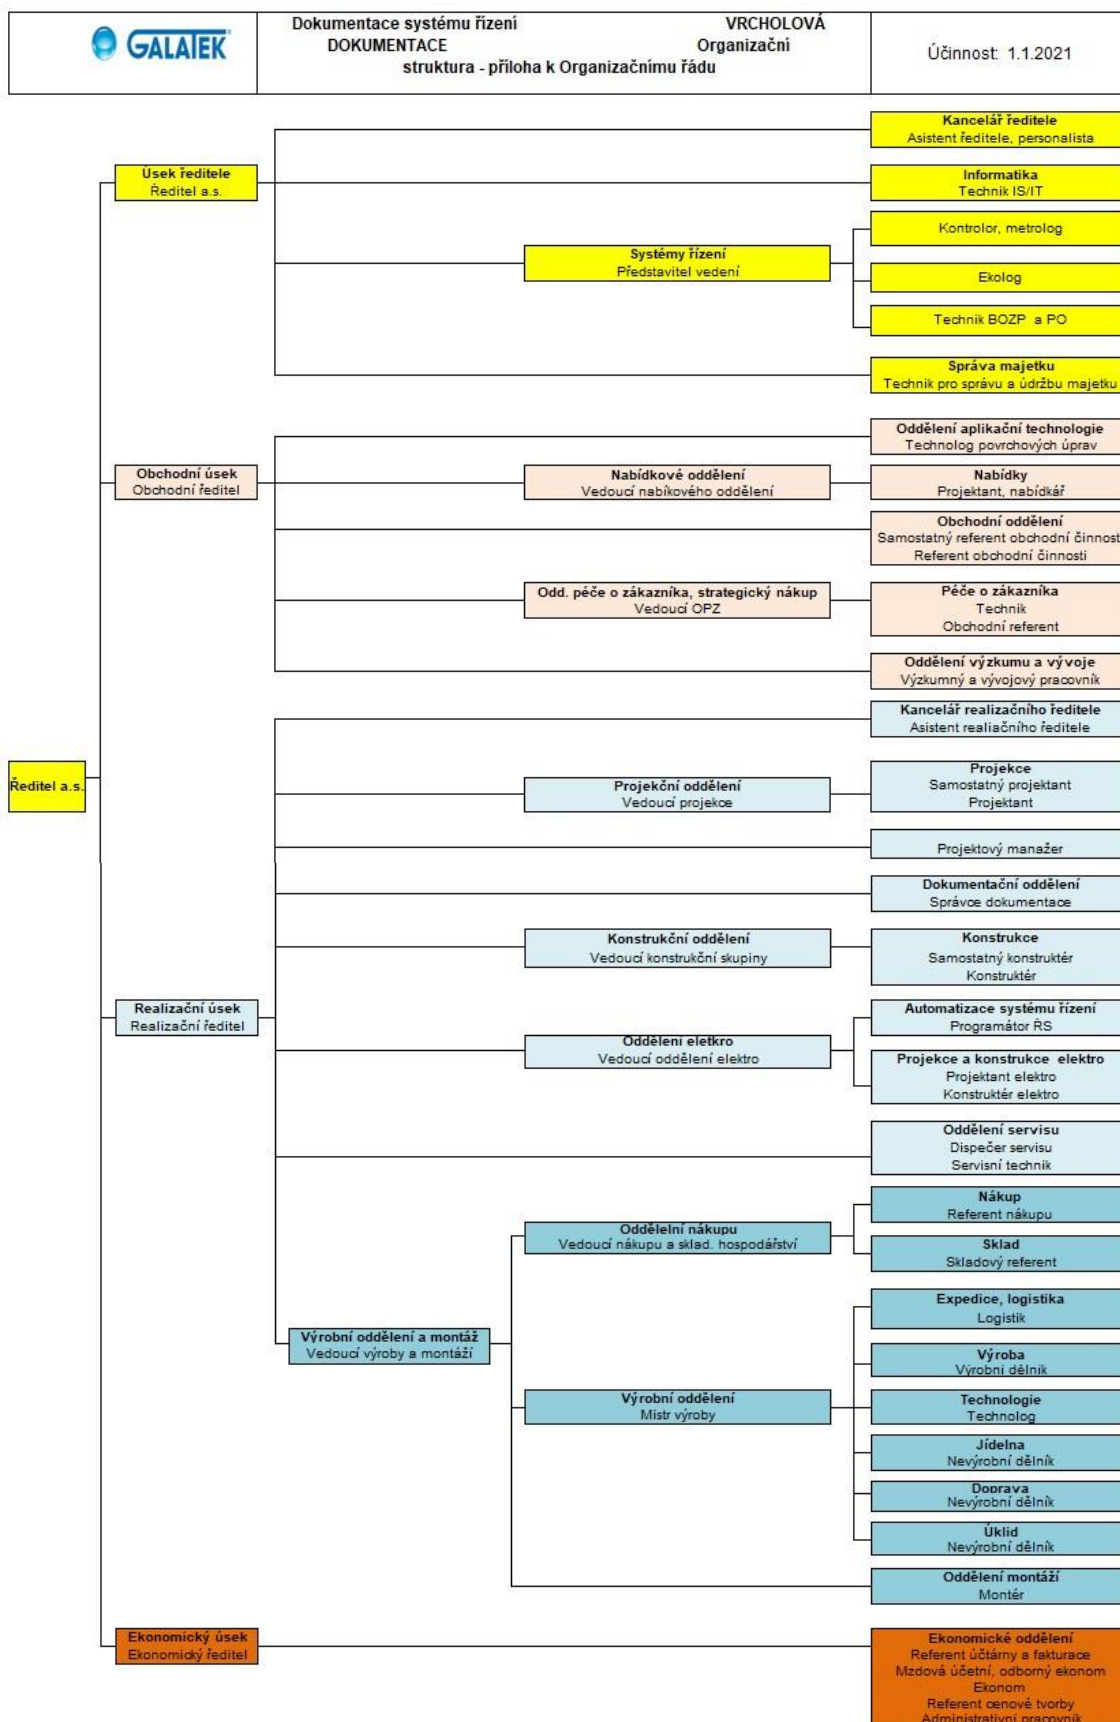 GALATEK
Dokumentace systému řízení VRCHOLOVÁ
DOKUMENTACE Organizační
struktura - příloha k Organizačnímu řádu
Účinnost: 1.1.2021
Kancelář ředitele
Asistent ředitele, personalista
Úsek ředitele
Ředitel a.s.
Informatika
Technik IS/IT
Kontrolor, metrolog
Systémy řízení
Představitel vedení
Ekolog
Technik BOZP a PO
Správa majetku
Technik pro správu a údržbu majetku
Oddělení aplikační technologie
Technolog povrchových úprav
Obchodní úsek
Obchodní ředitel
Nabídkové oddělení
Vedoucí nabíkového oddělení
Nabídky
Projektant, nabídkář
Obchodní oddělení
Samostatný referent obchodní činnost
Referent obchodní činnosti
Odd. péče o zákazníka, strategický nákup
Vedoucí OPZ
Péče o zákazníka
Technik
Obchodní referent
Oddělení výzkumu a vývoje
Výzkumný a vývojový pracovník
Kancelář realizačního ředitele
Asistent realiačního ředitele
Ředitel a.s.
Projekční oddělení
Vedoucí projekce
Projekce
Samostatný projektant
Projektant
Projektový manažer
Dokumentační oddělení
Správce dokumentace
Konstrukční oddělení
Vedoucí konstrukční skupiny
Konstrukce
Samostatný konstruktér
Konstruktér
Realizační úsek
Realizační ředitel
Automatizace systému řízení
Programátor ŘS
Oddělení eletkro
Vedoucí oddělení elektro
Projekce a konstrukce elektro
Projektant elektro
Konstruktér elektro
Oddělení servisu
Dispečer servisu
Servisní technik
Nákup
Referent nákupu
Oddělelní nákupu
Vedoucí nákupu a sklad. hospodářství
Sklad
Skladový referent
Expedice, logistika
Logistik
Výrobní oddělení a montáž
Vedoucí výroby a montáží
Výroba
Výrobní dělník
Výrobní oddělení
Mistr výroby
Technologie
Technolog
Jídelna
Nevýrobní dělník
Doprava
Nevýrobní dělník
Úklid
Nevýrobní dělník
Oddělení montáží
Montér
Ekonomický úsek
Ekonomický ředitel
Ekonomické oddělení
Referent účtárny a fakturace
Mzdová účetní, odborný ekonom
Ekonom
Referent cenové tvorby
Administrativní pracovník